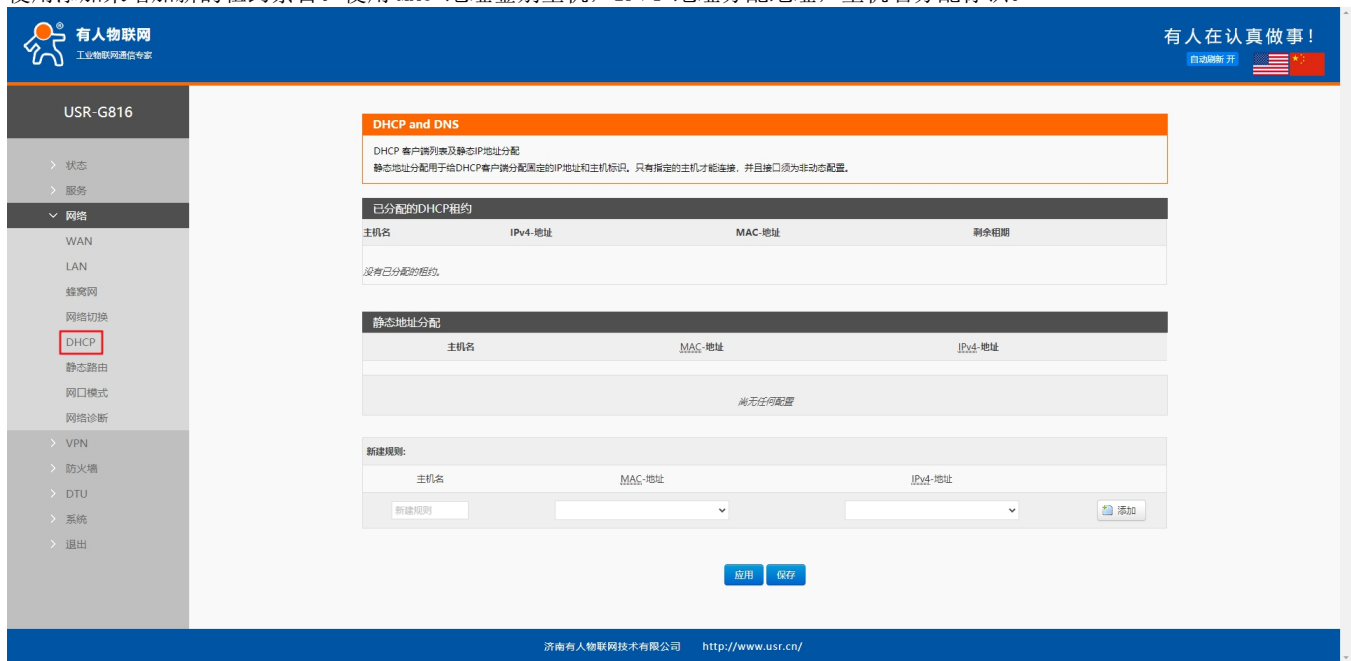 有人物联网
工业物联网通信专家
有人在认真做事！
自动刷新 开
USR-G816
状态
服务
网络
WAN
LAN
蜂窝网
网络切换
DHCP
静态路由
网口模式
网络诊断
VPN
防火墙
DTU
系统
退出
DHCP and DNS
DHCP 客户端列表及静态IP地址分配
静态地址分配用于给DHCP客户端分配固定的IP地址和主机标识。只有指定的主机才能连接，并且接口须为非动态配置。
已分配的DHCP租约
主机名 IPv4-地址 MAC-地址 剩余租期
没有已分配的租约。
静态地址分配
主机名 MAC-地址 IPv4-地址
尚无任何配置
新建规则:
主机名 MAC-地址 IPv4-地址
新建规则 添加
应用 保存
济南有人物联网技术有限公司 http://www.usr.cn/